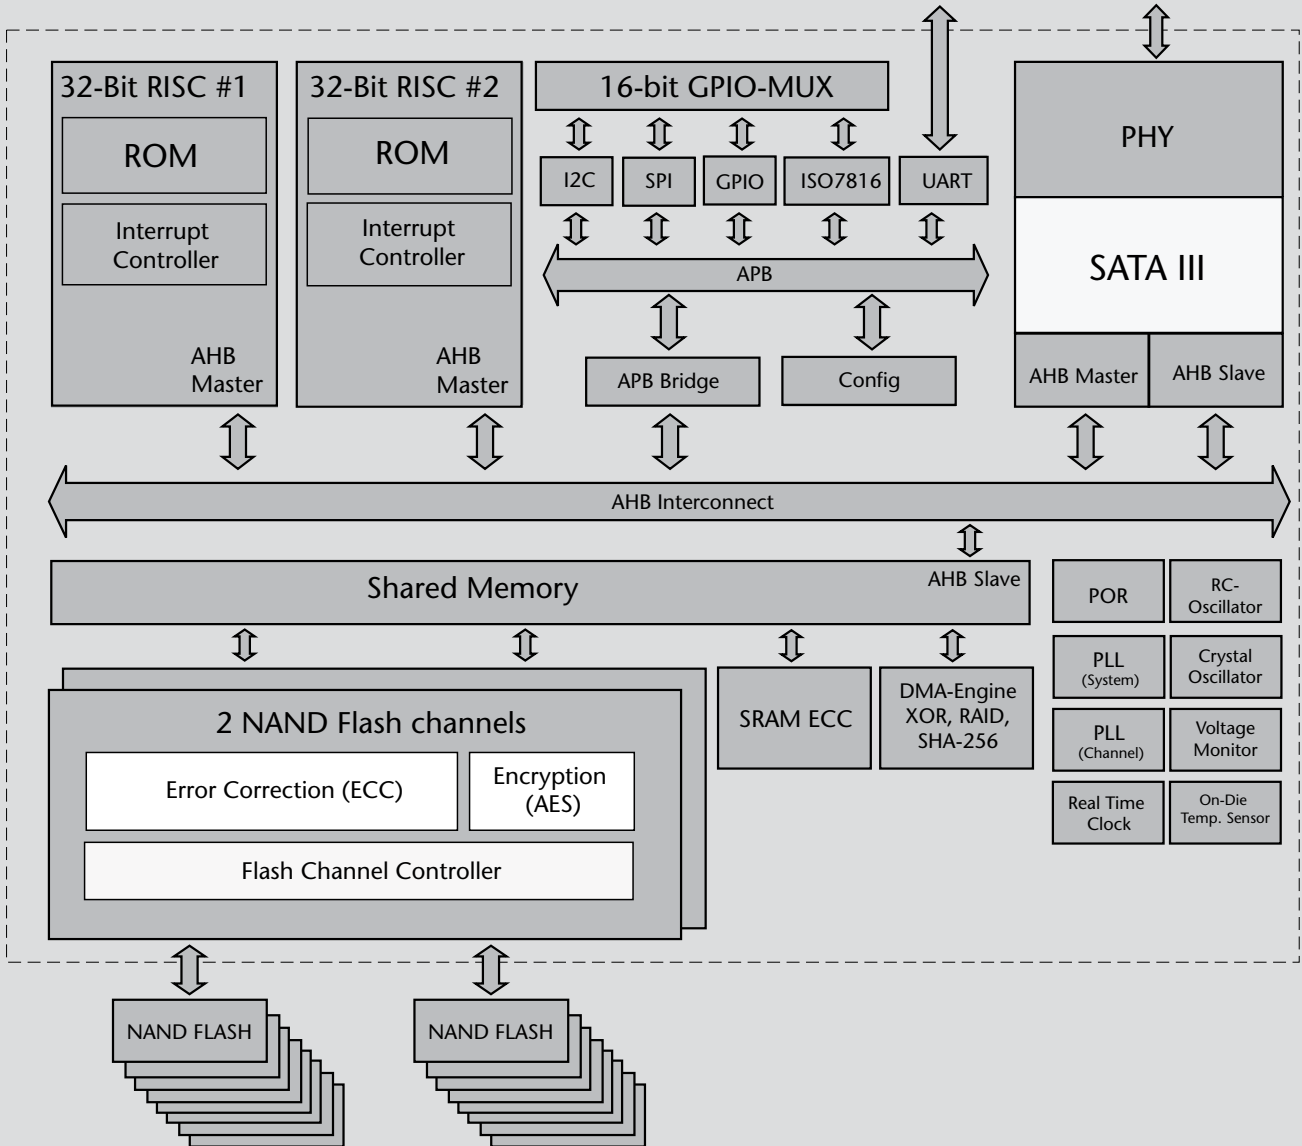 32-Bit RISC #1
ROM
Interrupt
Controller
AHB
Master
32-Bit RISC #2
ROM
Interrupt
Controller
AHB
Master
16-bit GPIO-MUX
I2C
SPI
GPIO
ISO7816
UART
APB
APB Bridge
Config
PHY
SATA III
AHB Master
AHB Slave
AHB Interconnect
Shared Memory
AHB Slave
2 NAND Flash channels
Error Correction (ECC)
Encryption
(AES)
Flash Channel Controller
SRAM ECC
DMA-Engine
XOR, RAID,
SHA-256
POR
RC-
Oscillator
PLL
(System)
Crystal
Oscillator
PLL
(Channel)
Voltage
Monitor
Real Time
Clock
On-Die
Temp. Sensor
NAND FLASH
NAND FLASH